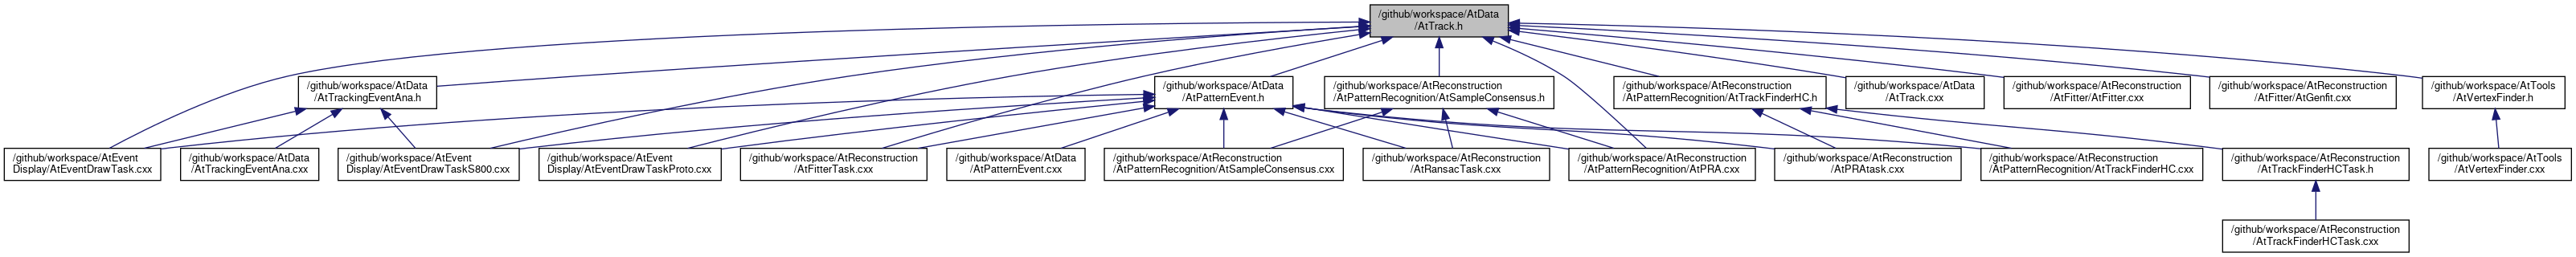 /github/workspace/AtData
/AtTrack.h
/github/workspace/AtData
/AtTrackingEventAna.h
/github/workspace/AtData
/AtPatternEvent.h
/github/workspace/AtReconstruction
/AtPatternRecognition/AtSampleConsensus.h
/github/workspace/AtReconstruction
/AtPatternRecognition/AtTrackFinderHC.h
/github/workspace/AtData
/AtTrack.cxx
/github/workspace/AtReconstruction
/AtFitter/AtFitter.cxx
/github/workspace/AtReconstruction
/AtFitter/AtGenfit.cxx
/github/workspace/AtTools
/AtVertexFinder.h
/github/workspace/AtEvent
Display/AtEventDrawTask.cxx
/github/workspace/AtData
/AtTrackingEventAna.cxx
/github/workspace/AtEvent
Display/AtEventDrawTaskS800.cxx
/github/workspace/AtEvent
Display/AtEventDrawTaskProto.cxx
/github/workspace/AtReconstruction
/AtFitterTask.cxx
/github/workspace/AtData
/AtPatternEvent.cxx
/github/workspace/AtReconstruction
/AtPatternRecognition/AtSampleConsensus.cxx
/github/workspace/AtReconstruction
/AtRansacTask.cxx
/github/workspace/AtReconstruction
/AtPatternRecognition/AtPRA.cxx
/github/workspace/AtReconstruction
/AtPRAtask.cxx
/github/workspace/AtReconstruction
/AtPatternRecognition/AtTrackFinderHC.cxx
/github/workspace/AtReconstruction
/AtTrackFinderHCTask.h
/github/workspace/AtTools
/AtVertexFinder.cxx
/github/workspace/AtReconstruction
/AtTrackFinderHCTask.cxx